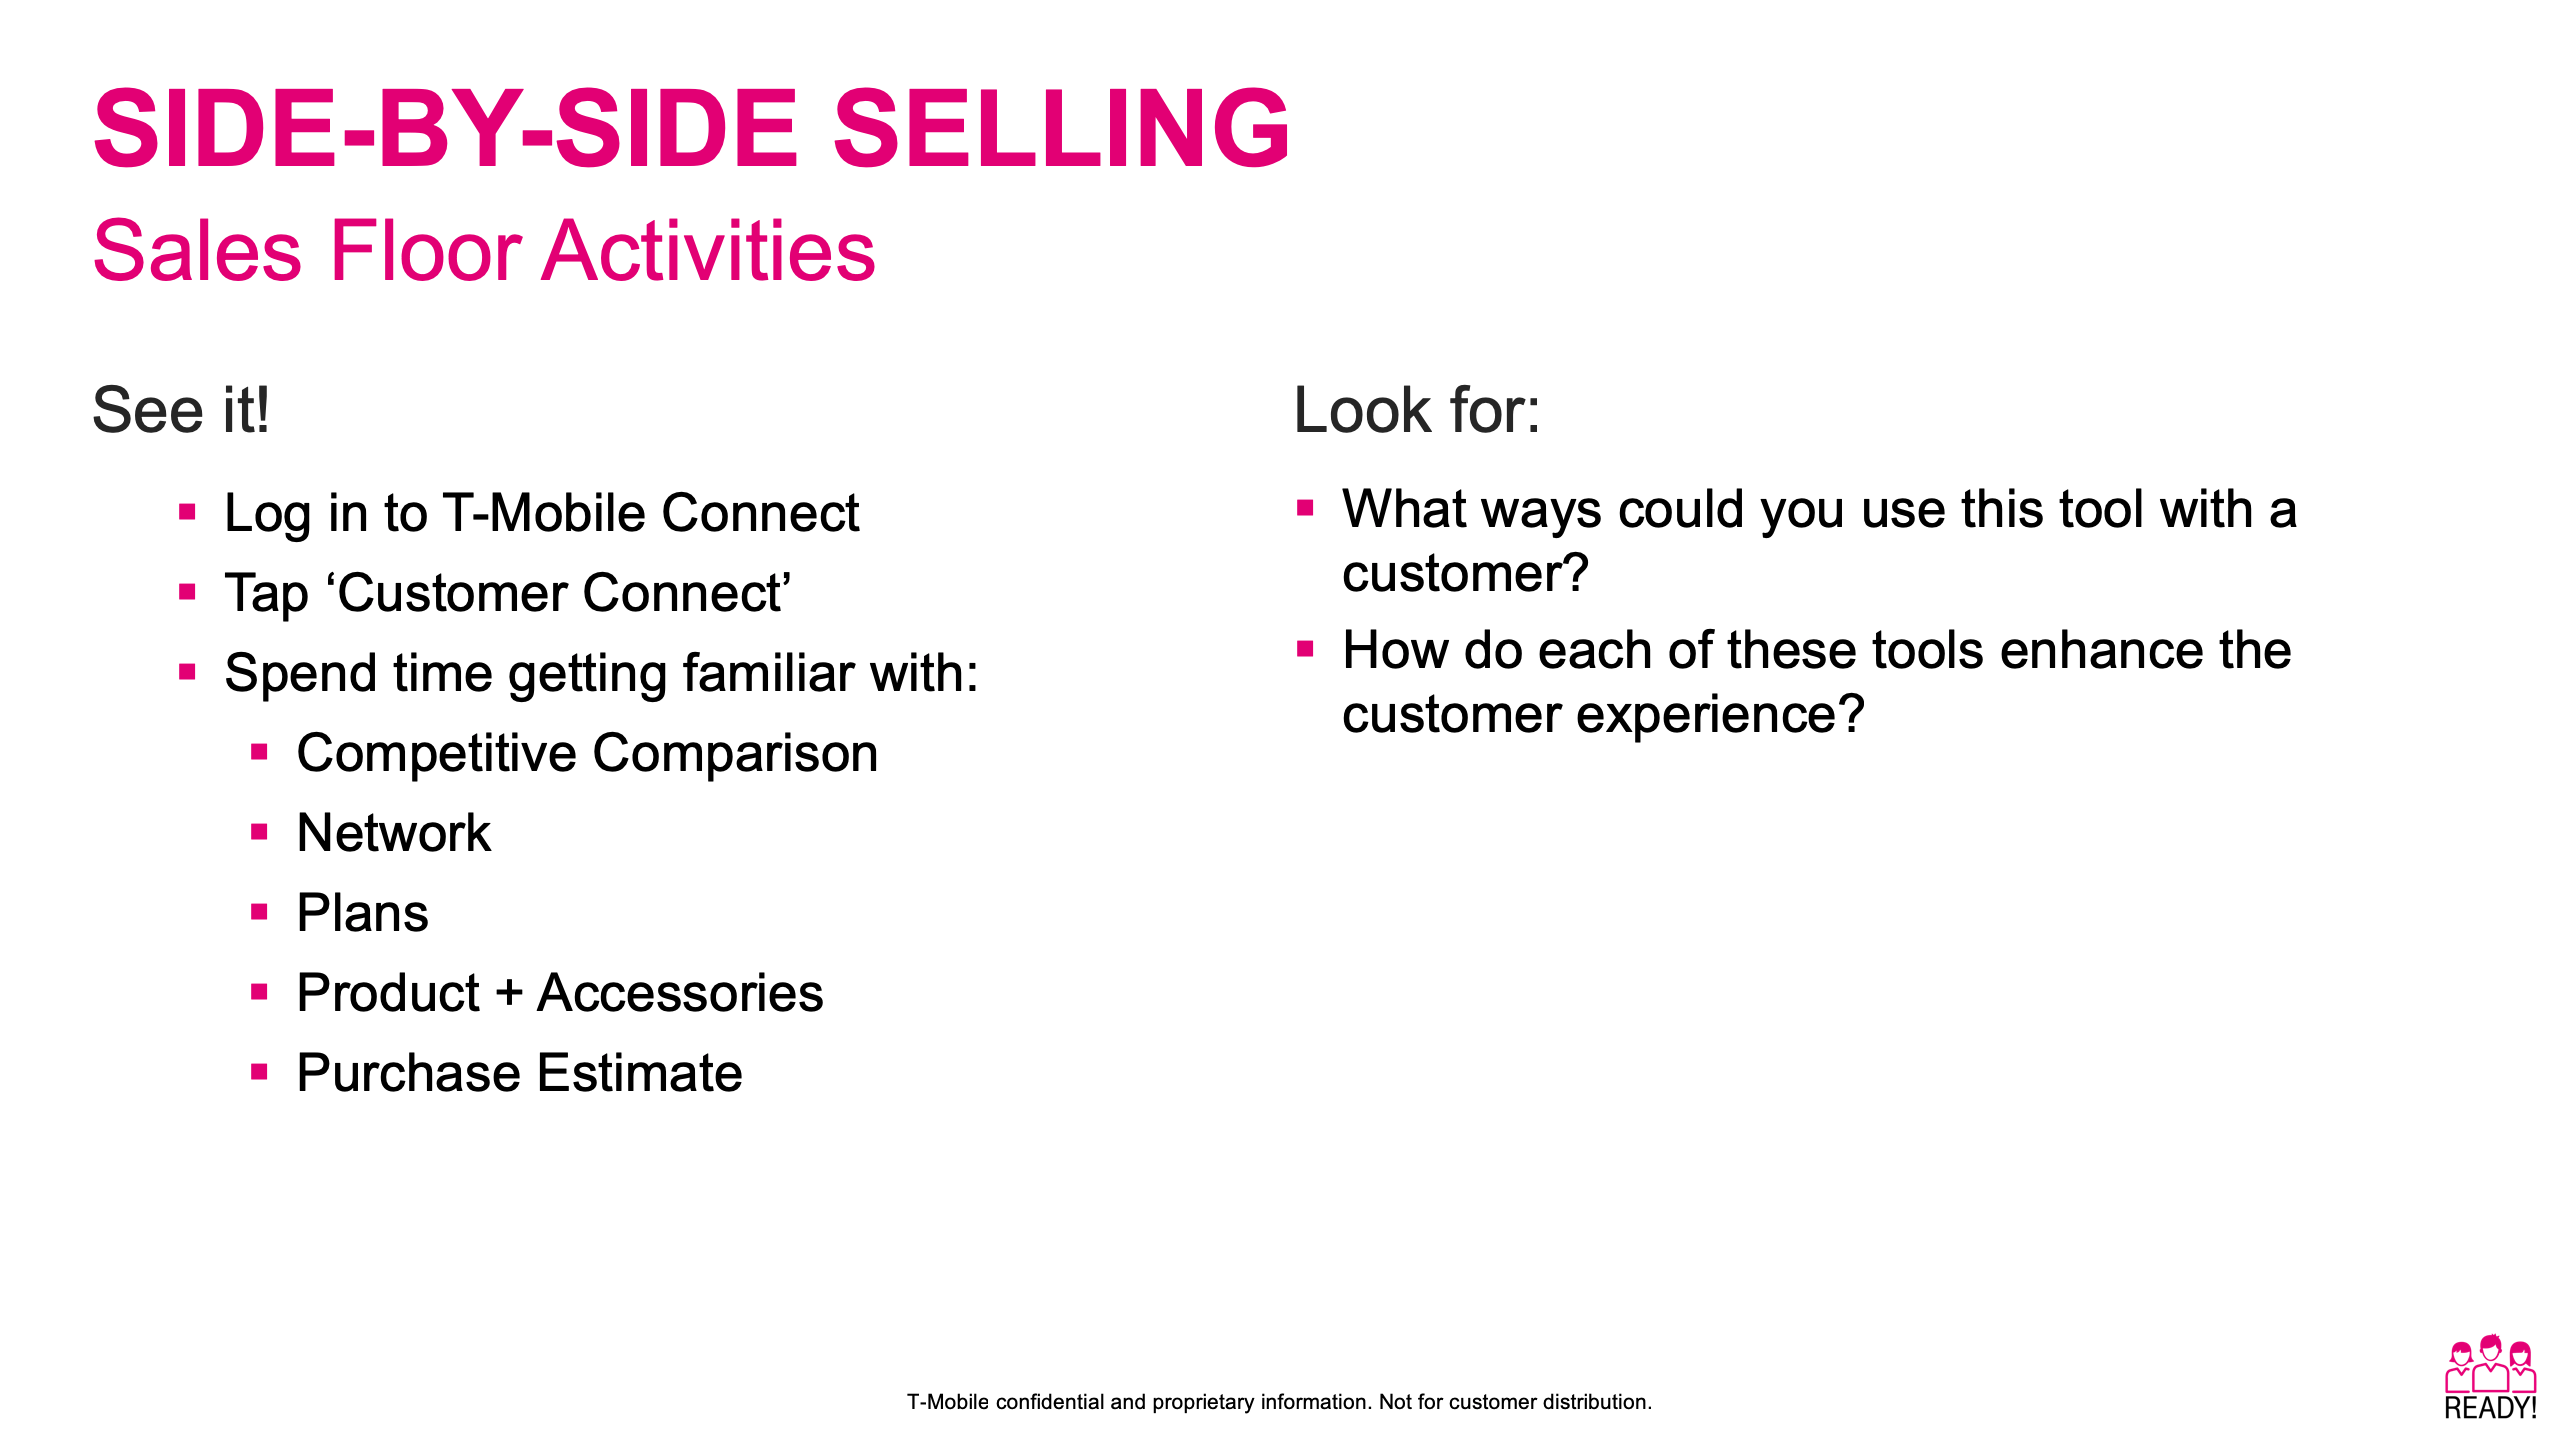 SIDE-BY-SIDE SELLING
Sales Floor Activities
See it!
Log in to T-Mobile Connect
Tap ‘Customer Connect’
Spend time getting familiar with:
Competitive Comparison
Network
Plans
Product + Accessories
Purchase Estimate
Look for:
What ways could you use this tool with a
customer?
How do each of these tools enhance the
customer experience?
T-Mobile confidential and proprietary information. Not for customer distribution.
READY!